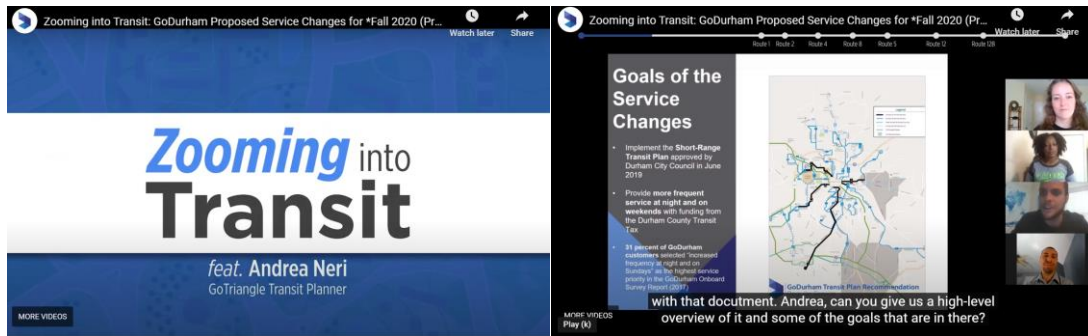 Zooming into Transit: GoDurham Proposed Service Changes for *Fall 2020 (Pr...
Watch later
Share
Zooming into
Transit
feat. Andrea Neri
GoTriangle Transit Planner
MORE VIDEOS
Zooming into Transit: GoDurham Proposed Service Changes for *Fall 2020 (Pr...
Watch later
Share
Route 1
Route 2
Route 4
Route 8
Route 5
Route 12
Route 12B
Goals of the
Service
Changes
• Implement the Short-Range
Transit Plan approved by
Durham City Council in June
2019
• Provide more frequent
service at night and on
weekends with funding from
the Durham County Transit
Tax
• 31 percent of GoDurham
customers selected "increased
frequency at night and on
Sundays" as the highest service
priority in the GoDurham Onboard
Survey Report (2017)
GoDurham Transit Plan Recommendation
with that doctument. Andrea, can you give us a high-level
overview of it and some of the goals that are in there?
MORE VIDEOS
Play (k)